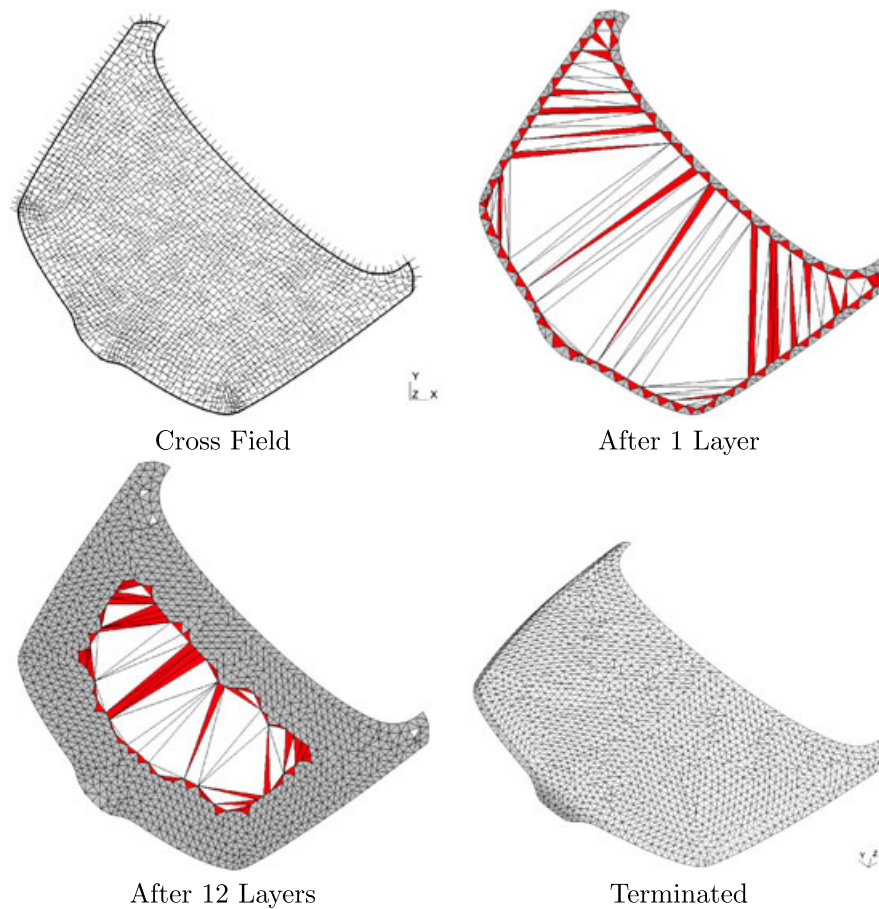 Y
Z X
Cross Field
After 1 Layer
After 12 Layers
Y Z
Terminated